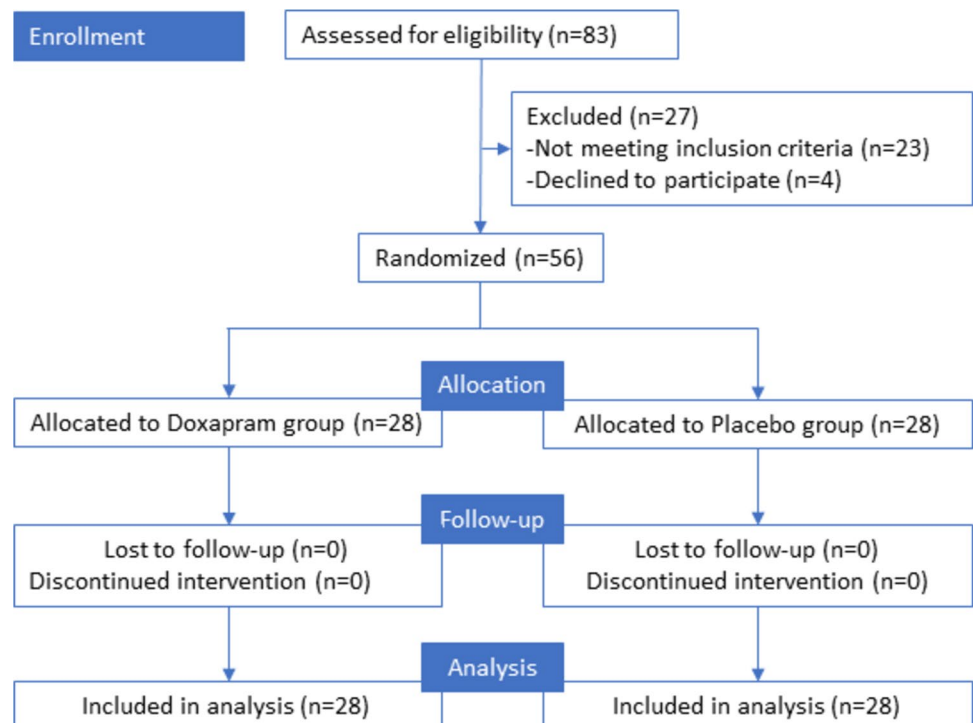 Enrollment
Assessed for eligibility (n=83)
Excluded (n=27)
-Not meeting inclusion criteria (n=23)
-Declined to participate (n=4)
Randomized (n=56)
Allocation
Allocated to Doxapram group (n=28)
Allocated to Placebo group (n=28)
Follow-up
Lost to follow-up (n=0)
Discontinued intervention (n=0)
Lost to follow-up (n=0)
Discontinued intervention (n=0)
Analysis
Included in analysis (n=28)
Included in analysis (n=28)